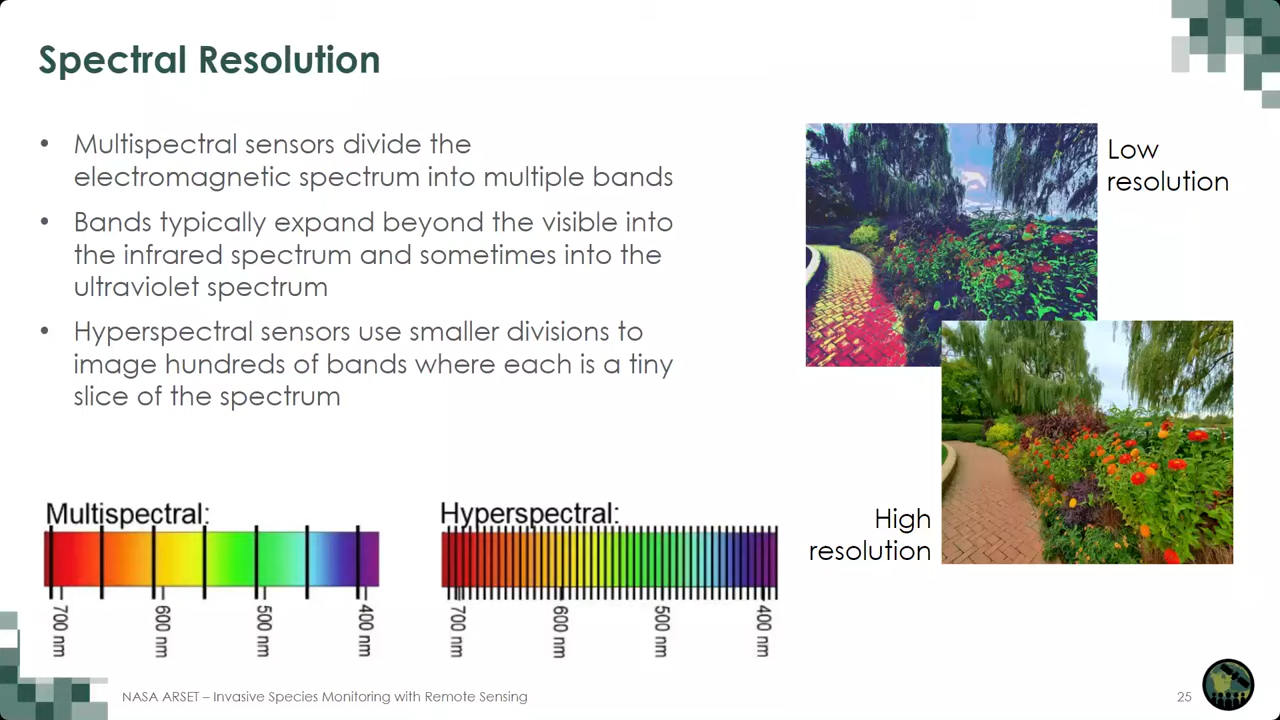 Spectral Resolution
• Multispectral sensors divide the
electromagnetic spectrum into multiple bands
• Bands typically expand beyond the visible into
the infrared spectrum and sometimes into the
ultraviolet spectrum
• Hyperspectral sensors use smaller divisions to
image hundreds of bands where each is a tiny
slice of the spectrum
Low
resolution
High
resolution
Multispectral:
700 nm
600 nm
500 nm
400 nm
Hyperspectral:
700 nm
600 nm
500 nm
400 nm
NASA ARSET – Invasive Species Monitoring with Remote Sensing
25